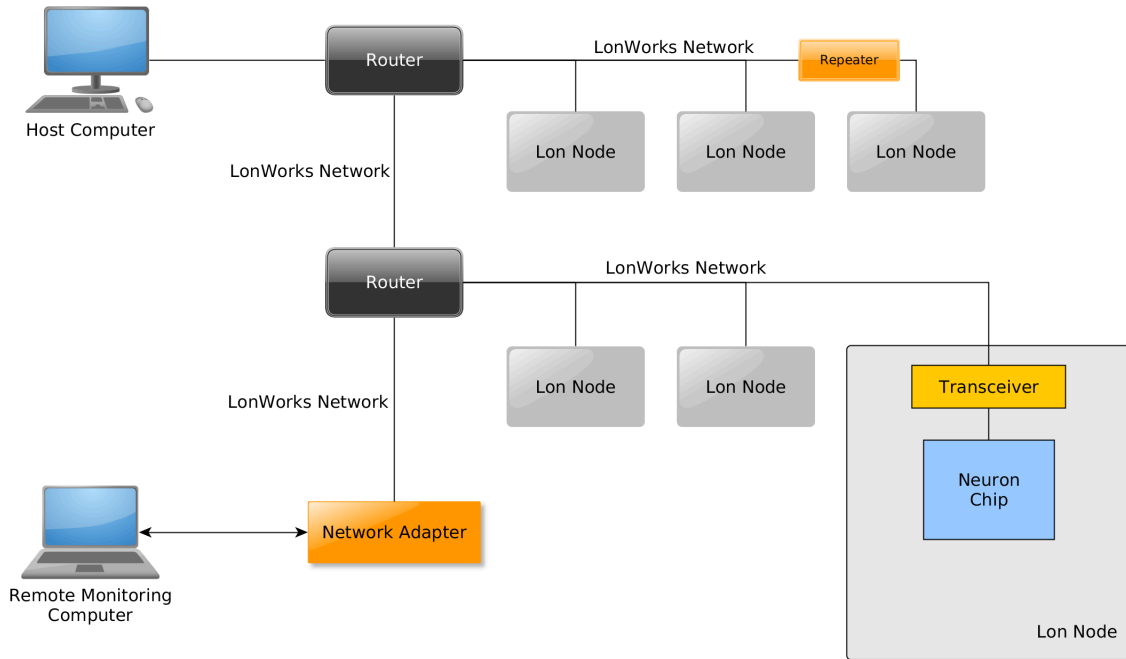 LonWorks Network
Router
Repeater
Host Computer
Lon Node
Lon Node
Lon Node
LonWorks Network
LonWorks Network
Router
Lon Node
Lon Node
Transceiver
LonWorks Network
Neuron
Chip
Network Adapter
Remote Monitoring
Computer
Lon Node